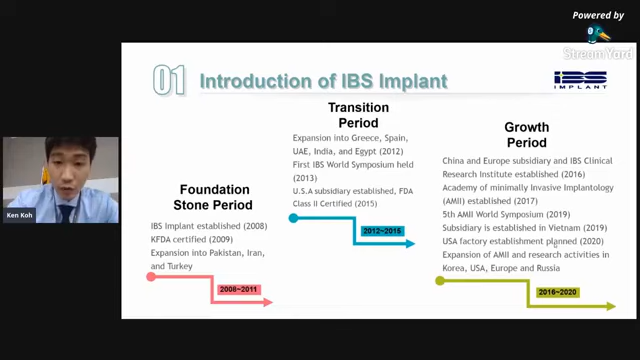 Powered by
StreamYard
01 Introduction of IBS Implant
IBS
IMPLANT
Ken Koh
Foundation
Stone Period
IBS Implant established (2008)
KFDA certified (2009)
Expansion into Pakistan, Iran,
and Turkey
2008~2011
Transition
Period
Expansion into Greece, Spain,
UAE, India, and Egypt (2012)
First IBS World Symposium held
(2013)
U.S.A subsidiary established, FDA
Class II Certified (2015)
2012~2015
Growth
Period
China and Europe subsidiary and IBS Clinical
Research Institute established (2016)
Academy of minimally Invasive Implantology
(AMII) established (2017)
5th AMII World Symposium (2019)
Subsidiary is established in Vietnam (2019)
USA factory establishment planned (2020)
Expansion of AMII and research activities in
Korea, USA, Europe and Russia
2016~2020